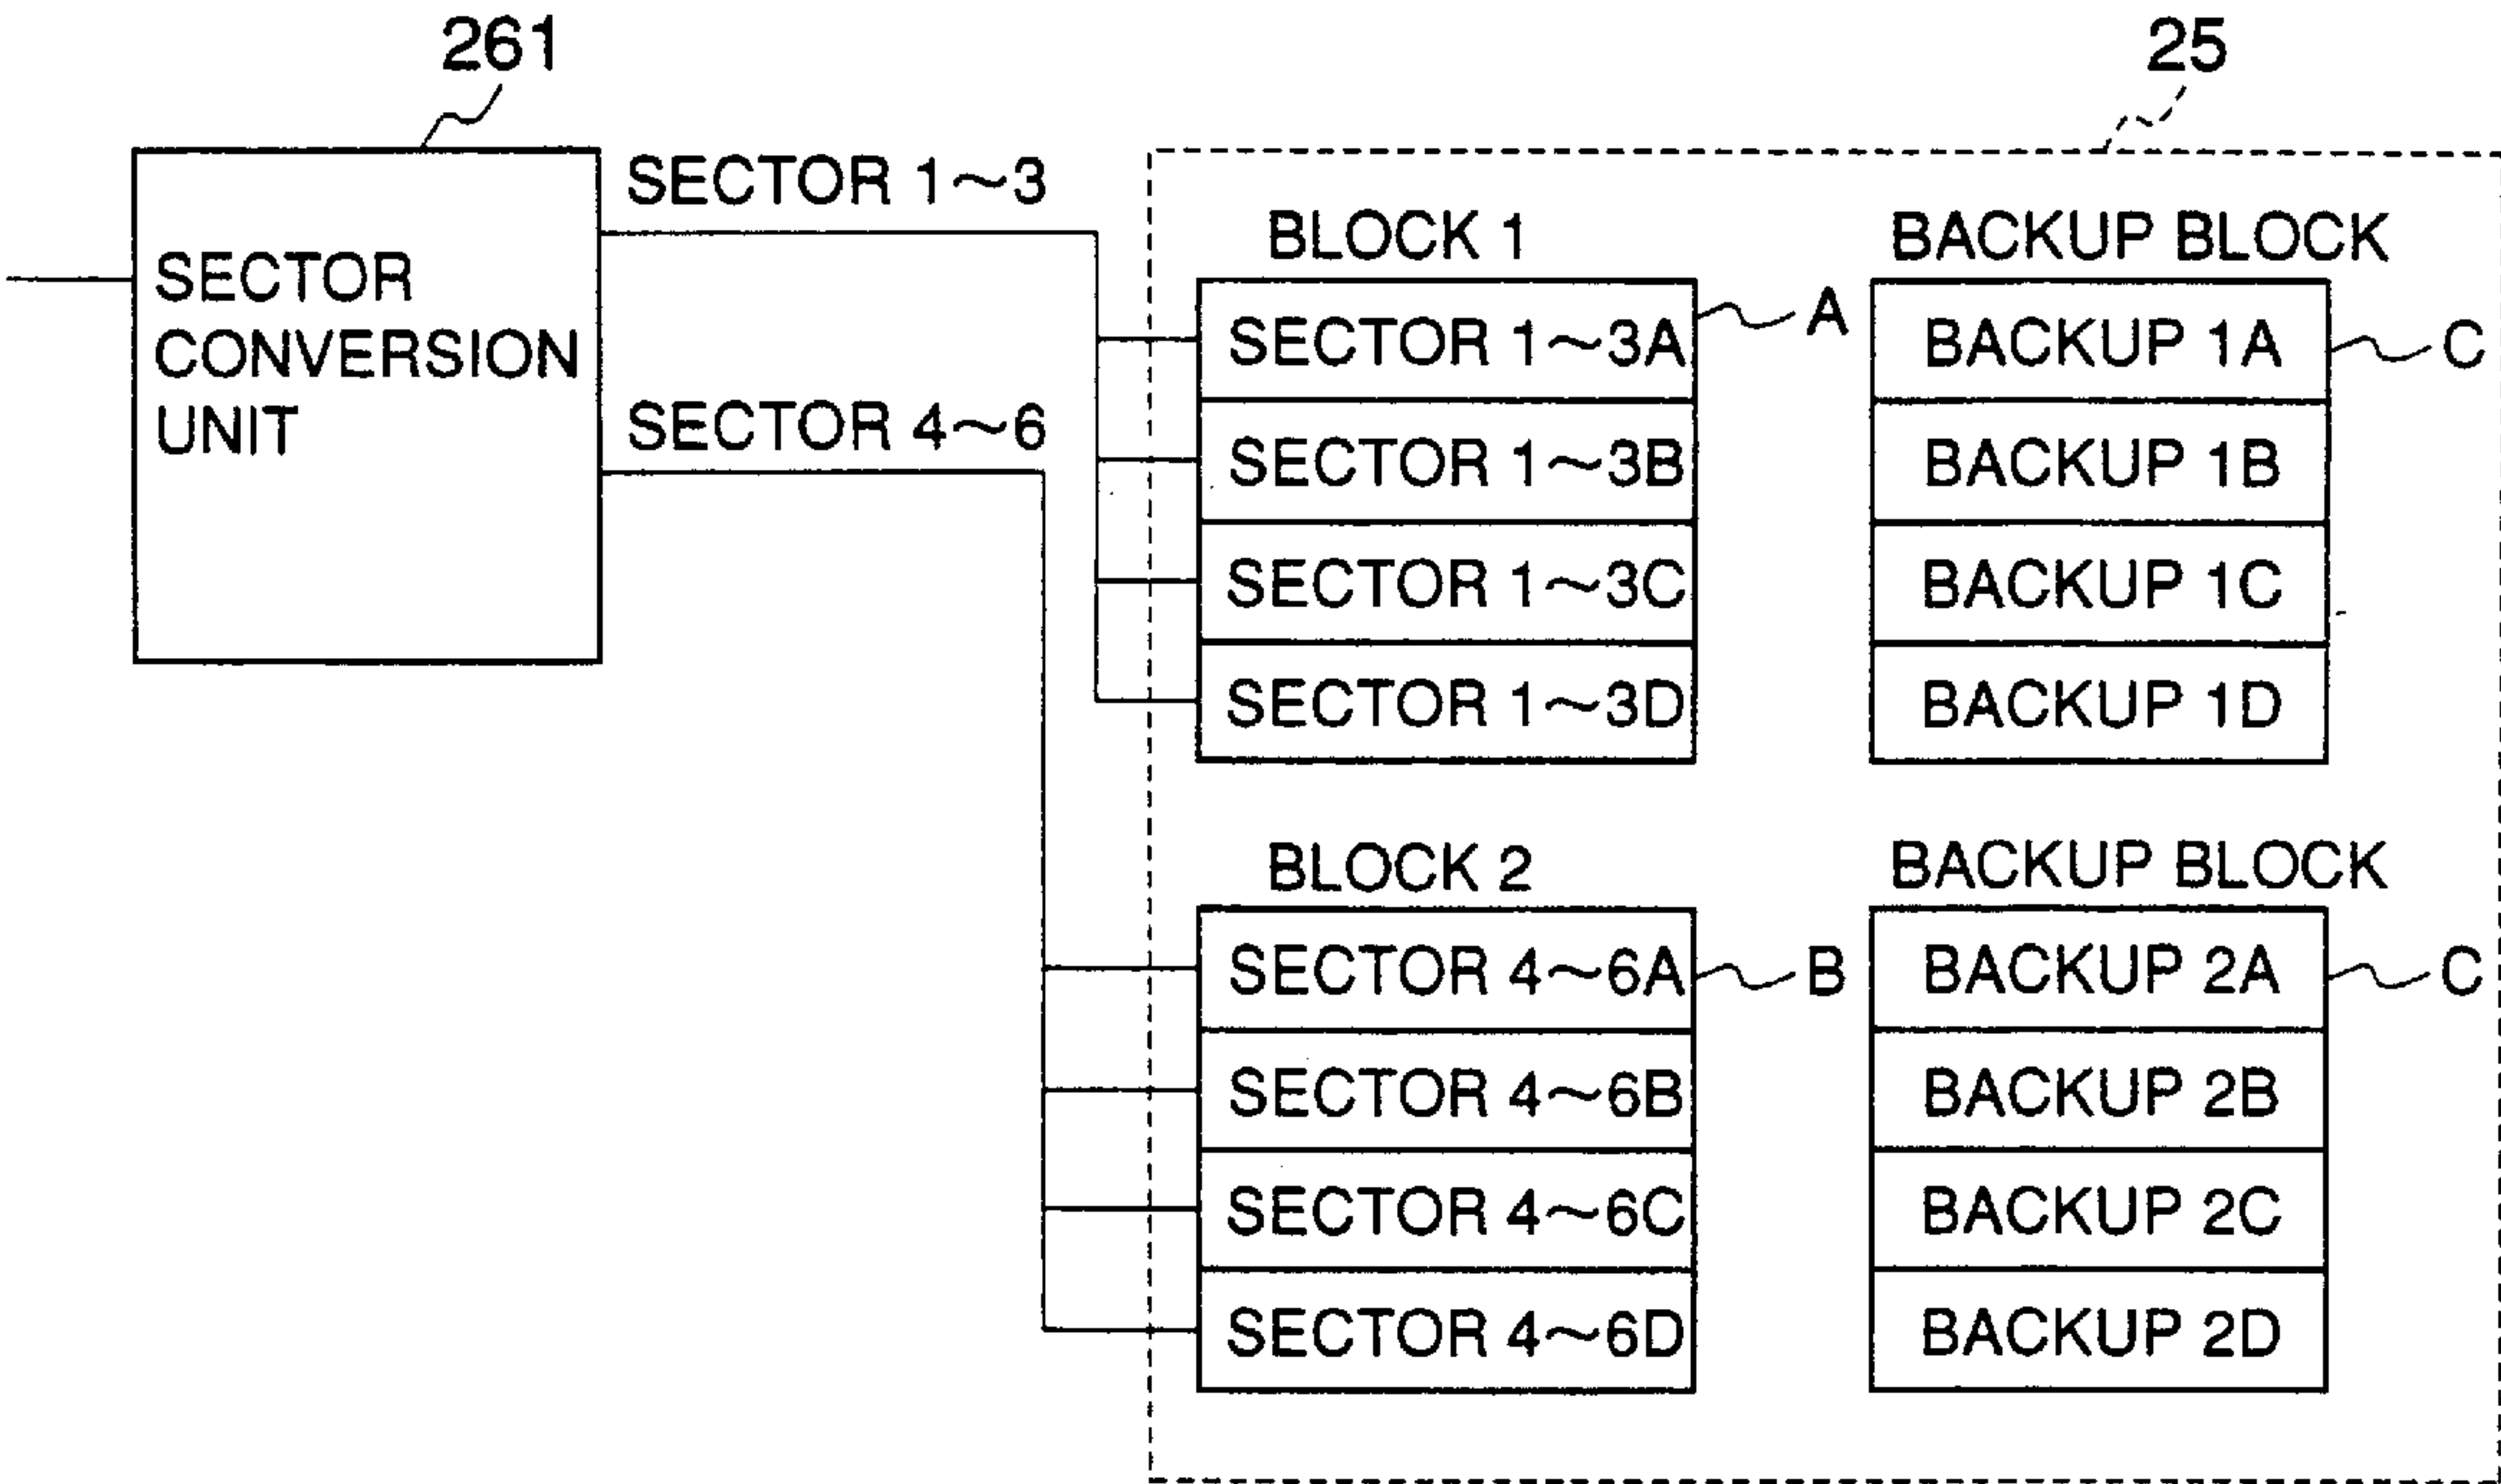 261
25
SECTOR
CONVERSION
UNIT
SECTOR 1~3
SECTOR 4~6
BLOCK 1
SECTOR 1~3A
SECTOR 1~3B
SECTOR 1~3C
SECTOR 1~3D
A
BACKUP BLOCK
BACKUP 1A
BACKUP 1B
BACKUP 1C
BACKUP 1D
C
BLOCK 2
SECTOR 4~6A
SECTOR 4~6B
SECTOR 4~6C
SECTOR 4~6D
B
BACKUP BLOCK
BACKUP 2A
BACKUP 2B
BACKUP 2C
BACKUP 2D
C